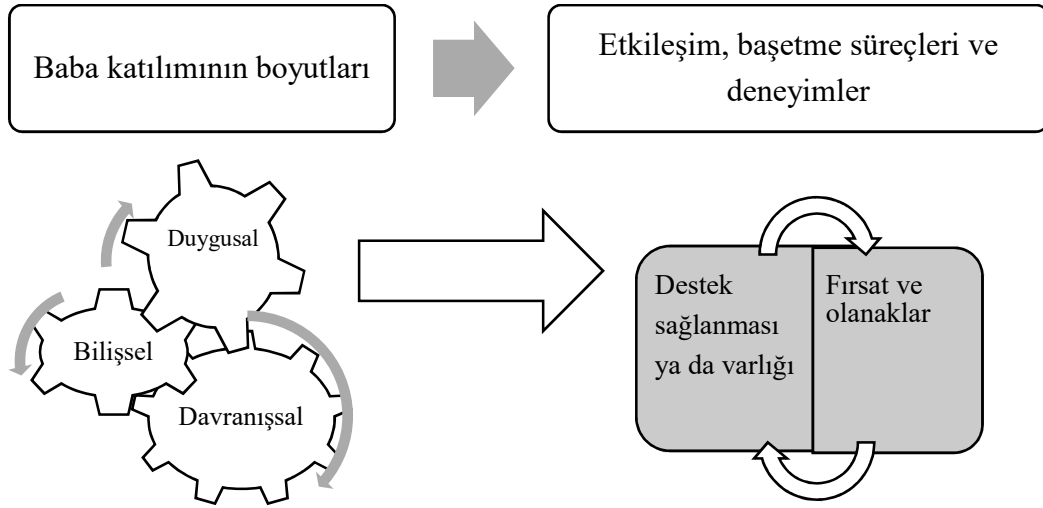 Baba katılımının boyutları
Etkileşim, başetme süreçleri ve
deneyimler
Duygusal
Bilişsel
Davranışsal
Destek
sağlanması
ya da varlığı
Fırsat ve
olanaklar